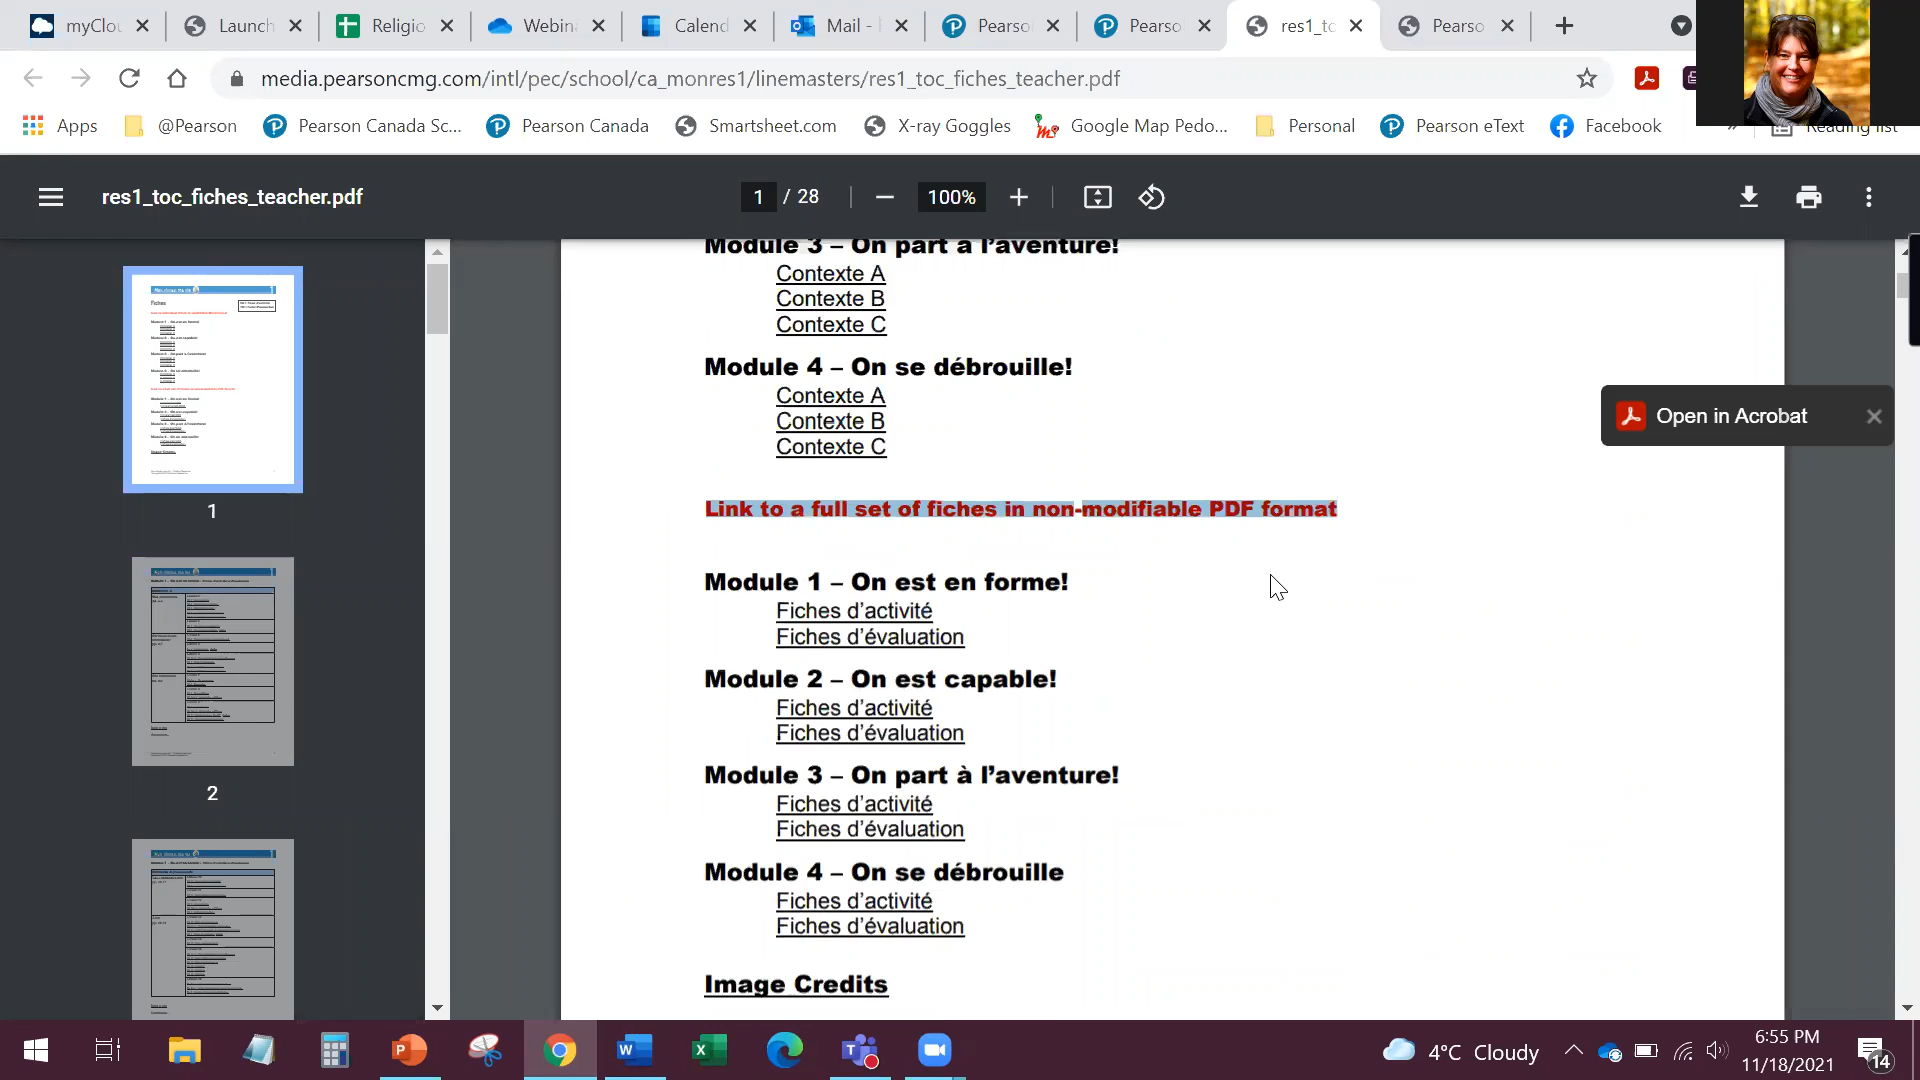 myClou
Launch
Religio
Webina
Calend
Mail -
Pearso
Pearso
res1_to
Pearso
media.pearsoncmg.com/intl/pec/school/ca_monres1/linemasters/res1_toc_fiches_teacher.pdf
Apps
@Pearson
Pearson Canada Sc...
Pearson Canada
Smartsheet.com
X-ray Goggles
Google Map Pedo...
Personal
Pearson eText
Facebook
Reading list
res1_toc_fiches_teacher.pdf
1 / 28
100%
Module 3 – On part à l’aventure!
Contexte A
Contexte B
Contexte C
Module 4 – On se débrouille!
Contexte A
Contexte B
Contexte C
Open in Acrobat
Link to a full set of fiches in non-modifiable PDF format
Module 1 – On est en forme!
Fiches d’activité
Fiches d’évaluation
Module 2 – On est capable!
Fiches d’activité
Fiches d’évaluation
Module 3 – On part à l’aventure!
Fiches d’activité
Fiches d’évaluation
Module 4 – On se débrouille
Fiches d’activité
Fiches d’évaluation
Image Credits
1
2
4°C Cloudy
6:55 PM
11/18/2021
14